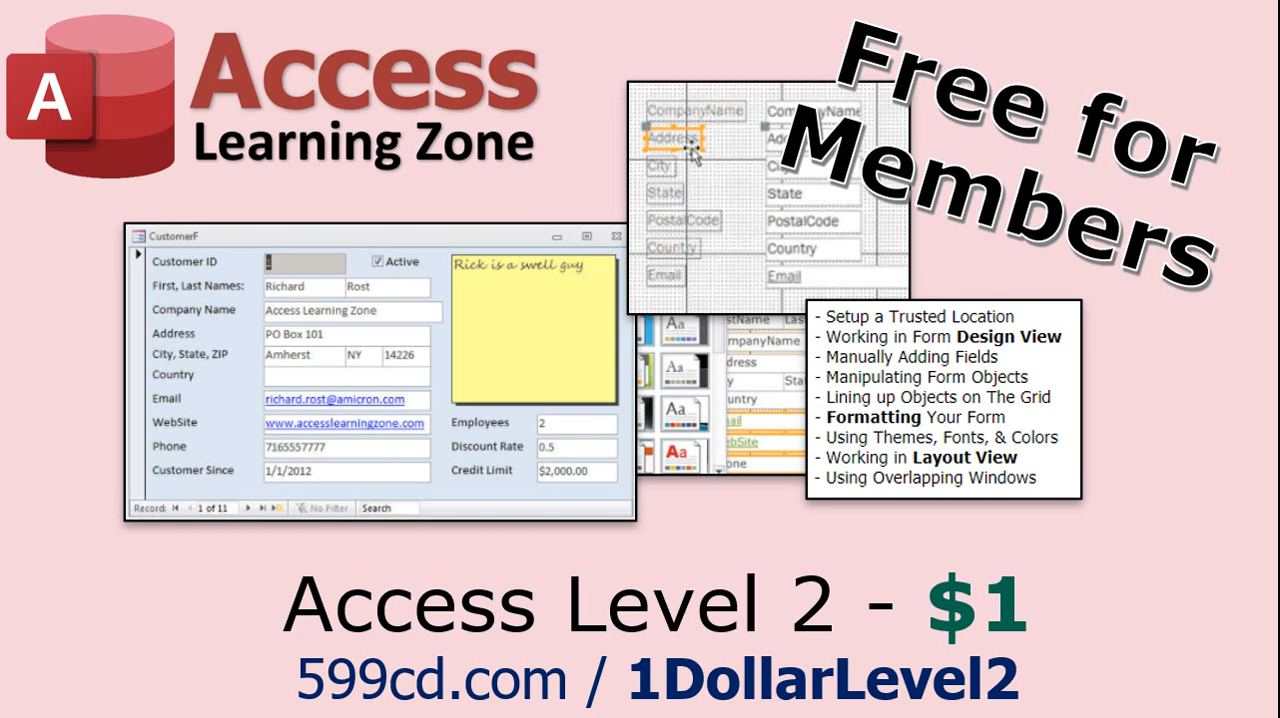 A
Access
Learning Zone
Free for
Members
CompanyName CompanyName
Address
City
State State
PostalCode PostalCode
Country Country
Email Email
CustomerF
Customer ID Active
First, Last Names: Richard Rost
Company Name Access Learning Zone
Address PO Box 101
City, State, ZIP Amherst NY 14226
Country
Email richard.rost@amicron.com
WebSite www.accesslearningzone.com
Phone 7165557777
Customer Since 1/1/2012
Rick is a swell guy
Employees 2
Discount Rate 0.5
Credit Limit $2,000.00
Record: 1 of 11 No Filter Search
Aa
Aa
Aa
Aa
- Setup a Trusted Location
- Working in Form Design View
- Manually Adding Fields
- Manipulating Form Objects
- Lining up Objects on The Grid
- Formatting Your Form
- Using Themes, Fonts, & Colors
- Working in Layout View
- Using Overlapping Windows
Access Level 2 - $1
599cd.com / 1DollarLevel2